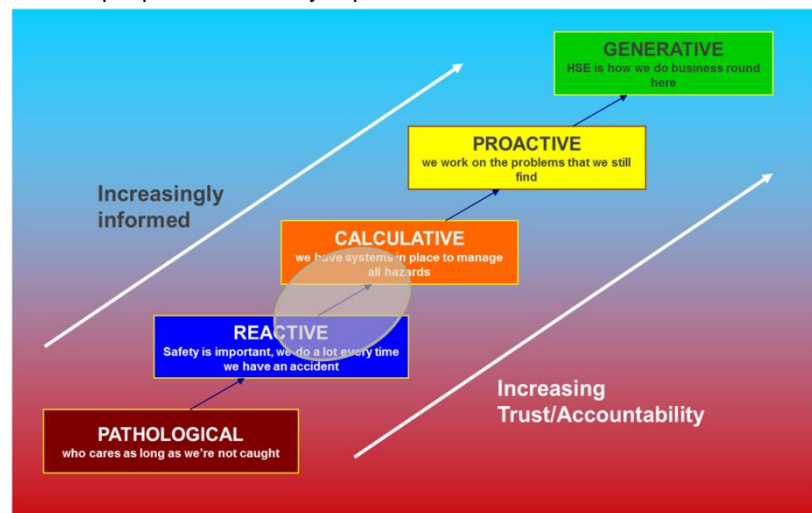 GENERATIVE
HSE is how we do business round
here
PROACTIVE
we work on the problems that we still
find
Increasingly
informed
CALCULATIVE
we have systems in place to manage
all hazards
REACTIVE
Safety is important, we do a lot every time
we have an accident
Increasing
Trust/Accountability
PATHOLOGICAL
who cares as long as we're not caught